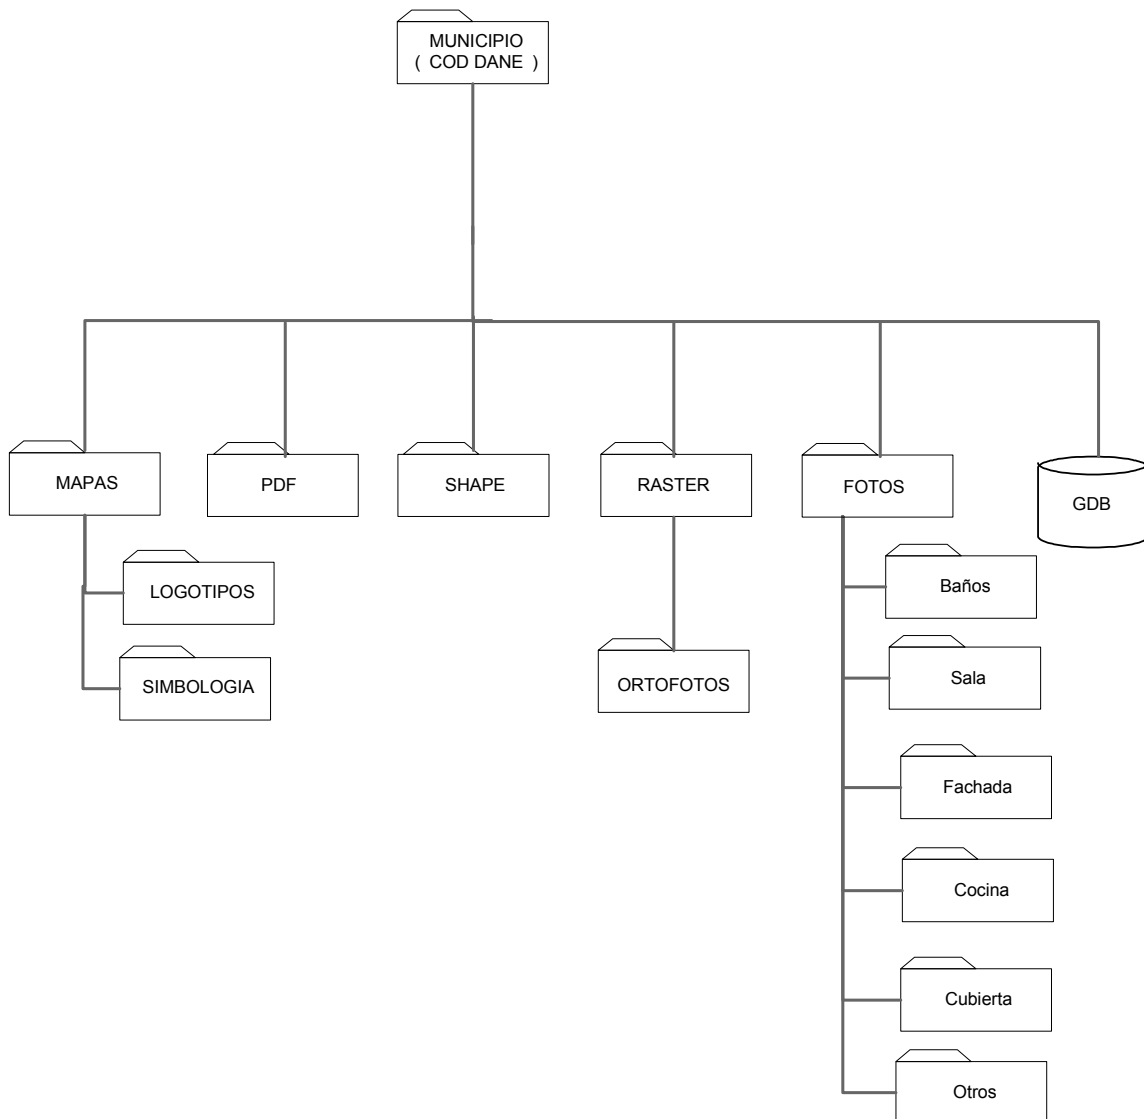 MUNICIPIO
( COD DANE )
MAPAS
PDF
SHAPE
RASTER
FOTOS
GDB
LOGOTIPOS
SIMBOLOGIA
ORTOFOTOS
Baños
Sala
Fachada
Cocina
Cubierta
Otros